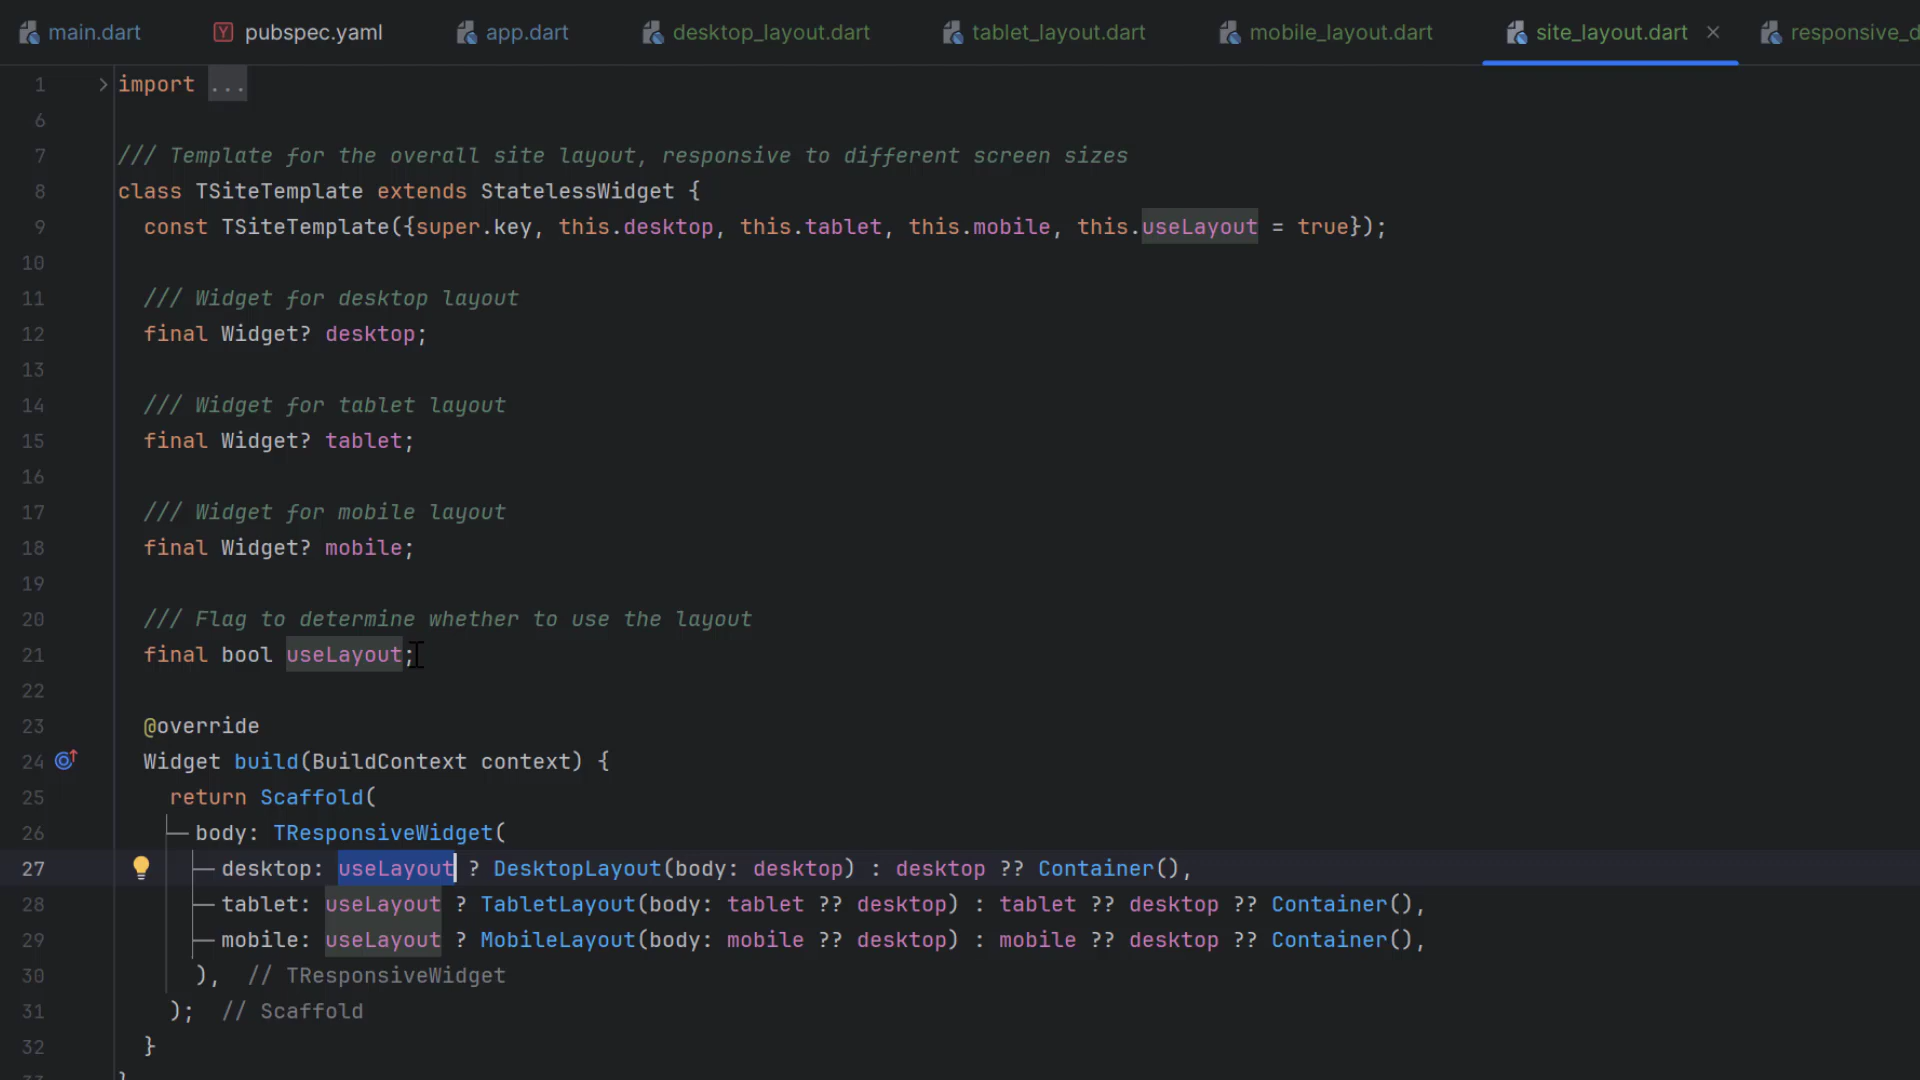 main.dart pubspec.yaml app.dart desktop_layout.dart tablet_layout.dart mobile_layout.dart site_layout.dart responsive_d
1 import ...
6
7 /// Template for the overall site layout, responsive to different screen sizes
8 class TSiteTemplate extends StatelessWidget {
9 const TSiteTemplate({super.key, this.desktop, this.tablet, this.mobile, this.useLayout = true});
10
11 /// Widget for desktop layout
12 final Widget? desktop;
13
14 /// Widget for tablet layout
15 final Widget? tablet;
16
17 /// Widget for mobile layout
18 final Widget? mobile;
19
20 /// Flag to determine whether to use the layout
21 final bool useLayout;
22
23 @override
24 Widget build(BuildContext context) {
25 return Scaffold(
26 body: TResponsiveWidget(
27 desktop: useLayout ? DesktopLayout(body: desktop) : desktop ?? Container(),
28 tablet: useLayout ? TabletLayout(body: tablet ?? desktop) : tablet ?? desktop ?? Container(),
29 mobile: useLayout ? MobileLayout(body: mobile ?? desktop) : mobile ?? desktop ?? Container(),
30 ), // TResponsiveWidget
31 ); // Scaffold
32 }
33 }